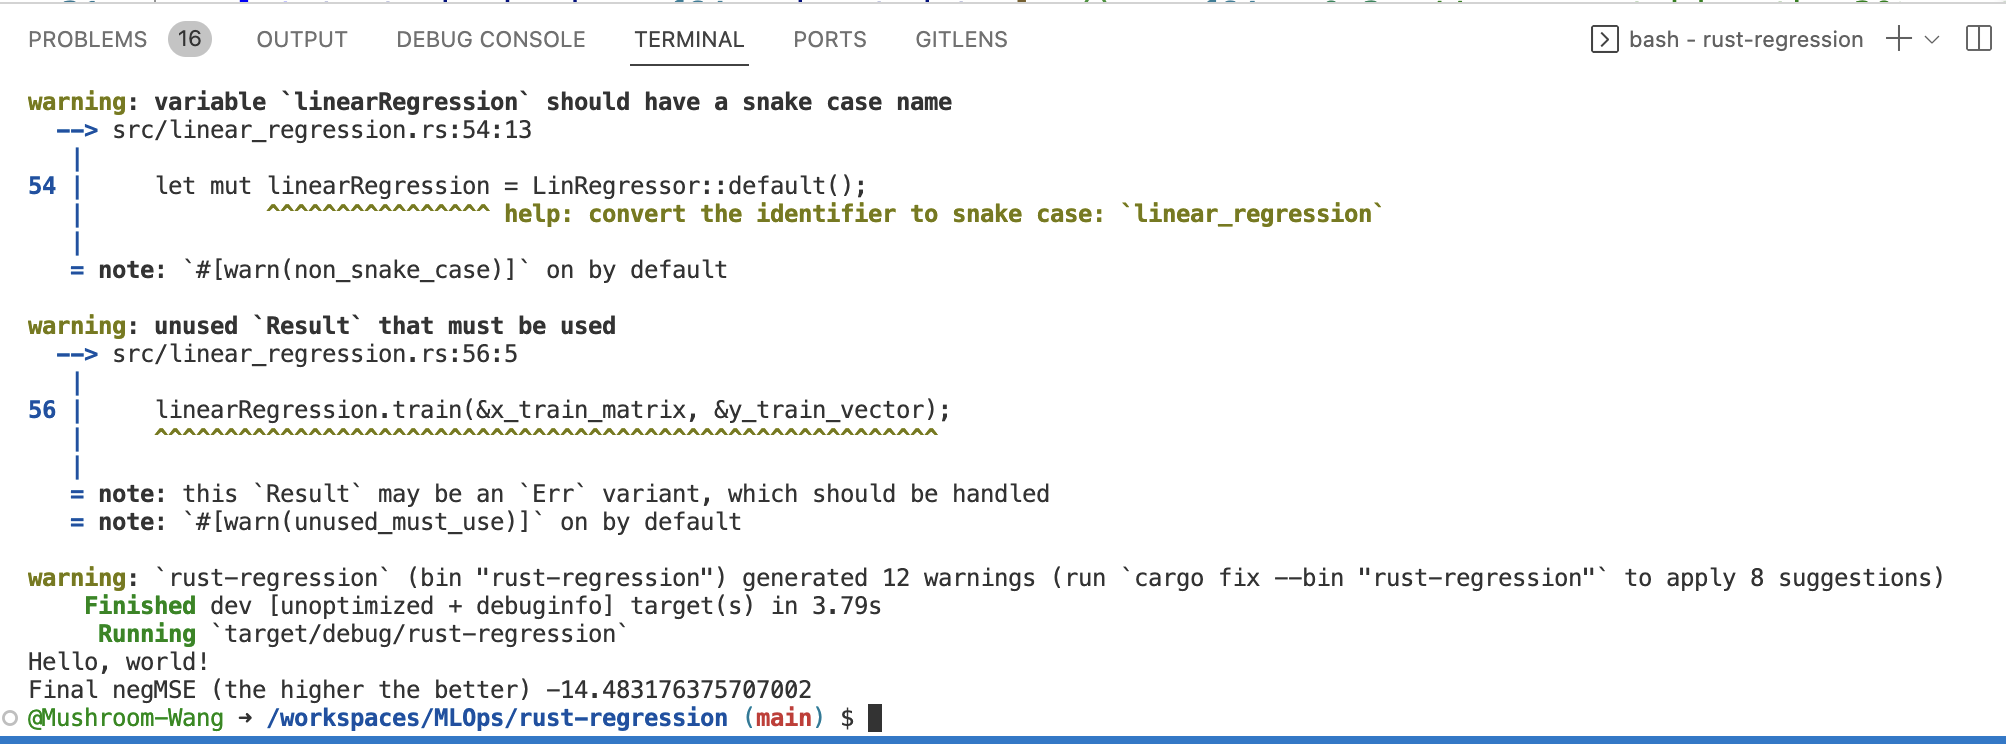 PROBLEMS 16 OUTPUT DEBUG CONSOLE TERMINAL PORTS GITLENS bash - rust-regression
warning: variable `linearRegression` should have a snake case name
  --> src/linear_regression.rs:54:13
   |
54 |     let mut linearRegression = LinRegressor::default();
   |             ^^^^^^^^^^^^^^^^ help: convert the identifier to snake case: `linear_regression`
   |
   = note: `#[warn(non_snake_case)]` on by default
warning: unused `Result` that must be used
  --> src/linear_regression.rs:56:5
   |
56 |     linearRegression.train(&x_train_matrix, &y_train_vector);
   |     ^^^^^^^^^^^^^^^^^^^^^^^^^^^^^^^^^^^^^^^^^^^^^^^^^^^^^^^^
   |
   = note: this `Result` may be an `Err` variant, which should be handled
   = note: `#[warn(unused_must_use)]` on by default
warning: `rust-regression` (bin "rust-regression") generated 12 warnings (run `cargo fix --bin "rust-regression"` to apply 8 suggestions)
    Finished dev [unoptimized + debuginfo] target(s) in 3.79s
     Running `target/debug/rust-regression`
Hello, world!
Final negMSE (the higher the better) -14.483176375707002
@Mushroom-Wang → /workspaces/MLOps/rust-regression (main) $